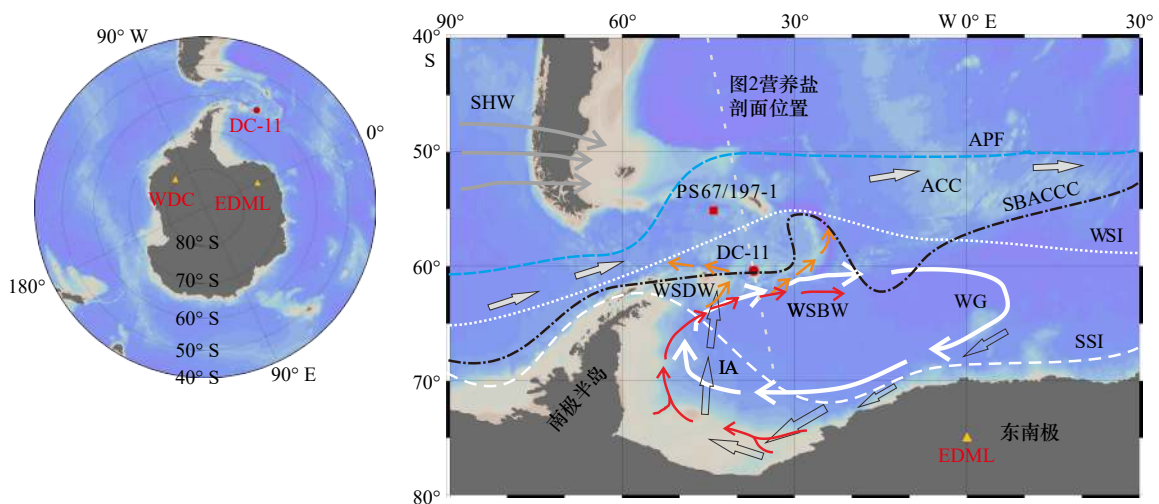 90° W
0°
DC-11
WDC
EDML
80° S
70° S
60° S
50° S
40° S
180°
90° E
90°
60°
30°
W 0° E
30°
40°
S
50°
60°
70°
80°
SHW
图2营养盐
剖面位置
APF
ACC
PS67/197-1
SBACCC
WSI
DC-11
WSDW
WSBW
WG
SSI
IA
南极半岛
东南极
EDML